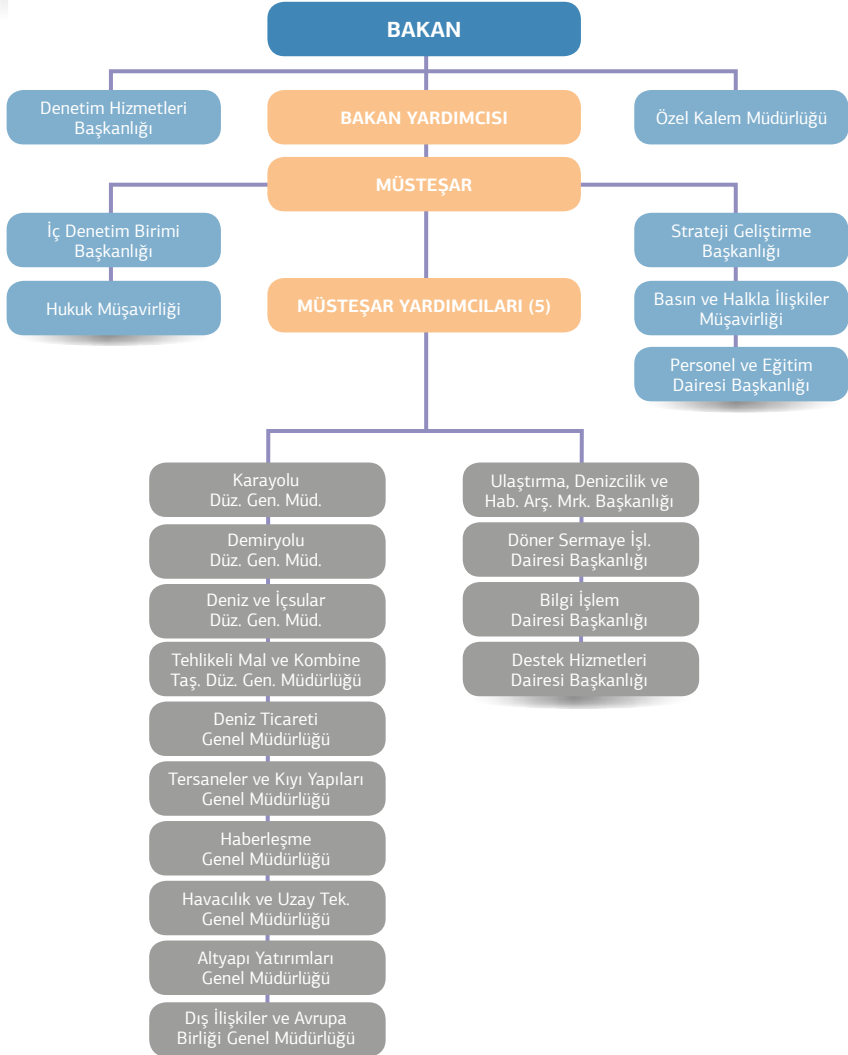 BAKAN
Denetim Hizmetleri
Başkanlığı
BAKAN YARDIMCISI
Özel Kalem Müdürlüğü
MÜSTEŞAR
İç Denetim Birimi
Başkanlığı
Strateji Geliştirme
Başkanlığı
Hukuk Müşavirliği
MÜSTEŞAR YARDIMCILARI (5)
Basın ve Halkla İlişkiler
Müşavirliği
Personel ve Eğitim
Dairesi Başkanlığı
Karayolu
Düz. Gen. Müd.
Demiryolu
Düz. Gen. Müd.
Deniz ve İçsular
Düz. Gen. Müd.
Tehlikeli Mal ve Kombine
Taş. Düz. Gen. Müdürlüğü
Deniz Ticareti
Genel Müdürlüğü
Tersaneler ve Kıyı Yapıları
Genel Müdürlüğü
Haberleşme
Genel Müdürlüğü
Havacılık ve Uzay Tek.
Genel Müdürlüğü
Altyapı Yatırımları
Genel Müdürlüğü
Dış İlişkiler ve Avrupa
Birliği Genel Müdürlüğü
Ulaştırma, Denizcilik ve
Hab. Arş. Mrk. Başkanlığı
Döner Sermaye İşl.
Dairesi Başkanlığı
Bilgi İşlem
Dairesi Başkanlığı
Destek Hizmetleri
Dairesi Başkanlığı